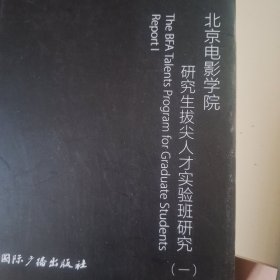 北京电影学院
研究生拔尖人才实验班研究
(一)
The BFA Talents Program for Graduate Students
Report I
国际广播出版社